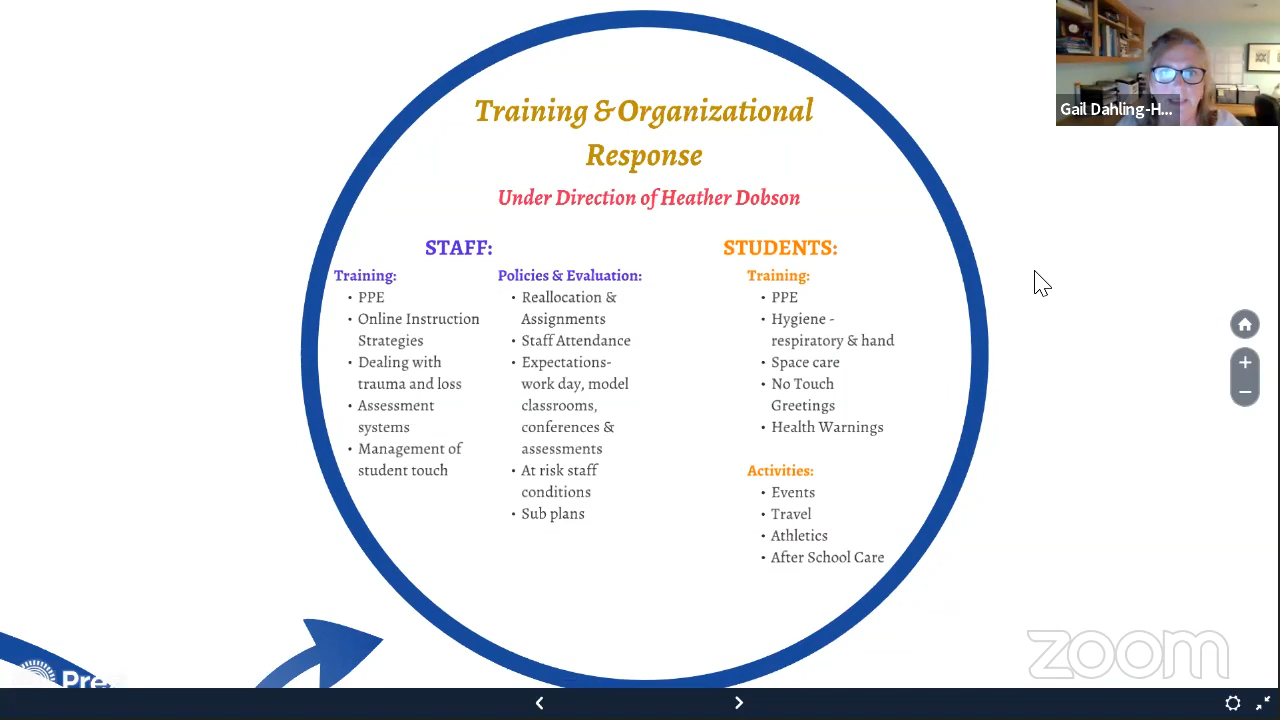 Training & Organizational
Response
Under Direction of Heather Dobson
STAFF:
Training:
• PPE
• Online Instruction
Strategies
• Dealing with
trauma and loss
• Assessment
systems
• Management of
student touch
Policies & Evaluation:
• Reallocation &
Assignments
• Staff Attendance
• Expectations-
work day, model
classrooms,
conferences &
assessments
• At risk staff
conditions
• Sub plans
STUDENTS:
Training:
• PPE
• Hygiene -
respiratory & hand
• Space care
• No Touch
Greetings
• Health Warnings
Activities:
• Events
• Travel
• Athletics
• After School Care
Gail Dahling-H...
zoom